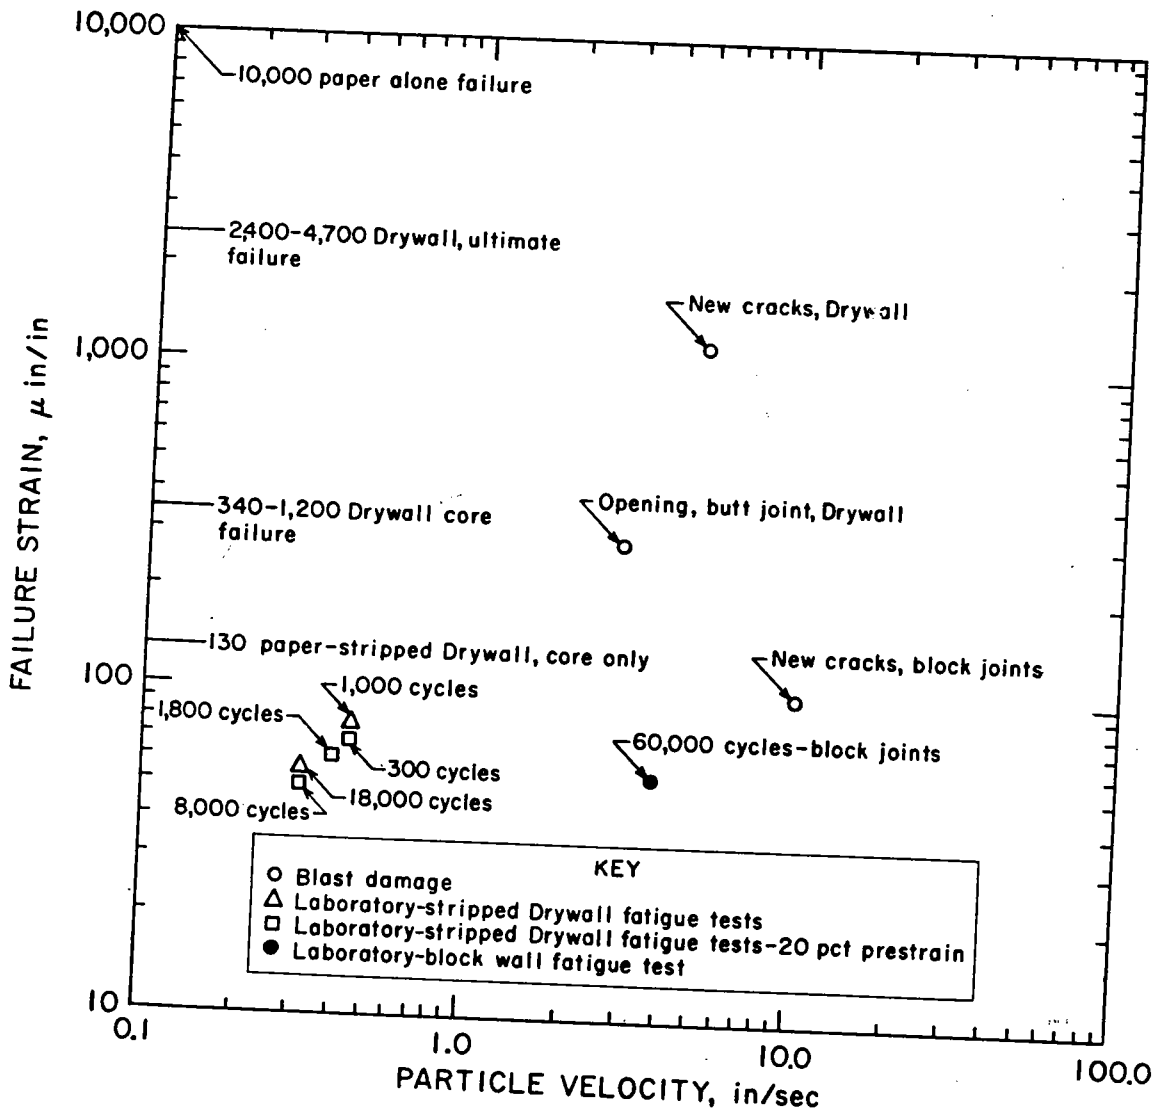 10,000
10,000 paper alone failure
2,400-4,700 Drywall, ultimate
failure
New cracks, Drywall
1,000
FAILURE STRAIN, μ in/in
340-1,200 Drywall core
failure
Opening, butt joint, Drywall
130 paper-stripped Drywall, core only
New cracks, block joints
100
1,000 cycles
1,800 cycles
300 cycles
60,000 cycles-block joints
18,000 cycles
8,000 cycles
KEY
Blast damage
Laboratory-stripped Drywall fatigue tests
Laboratory-stripped Drywall fatigue tests-20 pct prestrain
Laboratory-block wall fatigue test
10
0.1
1.0
10.0
100.0
PARTICLE VELOCITY, in/sec